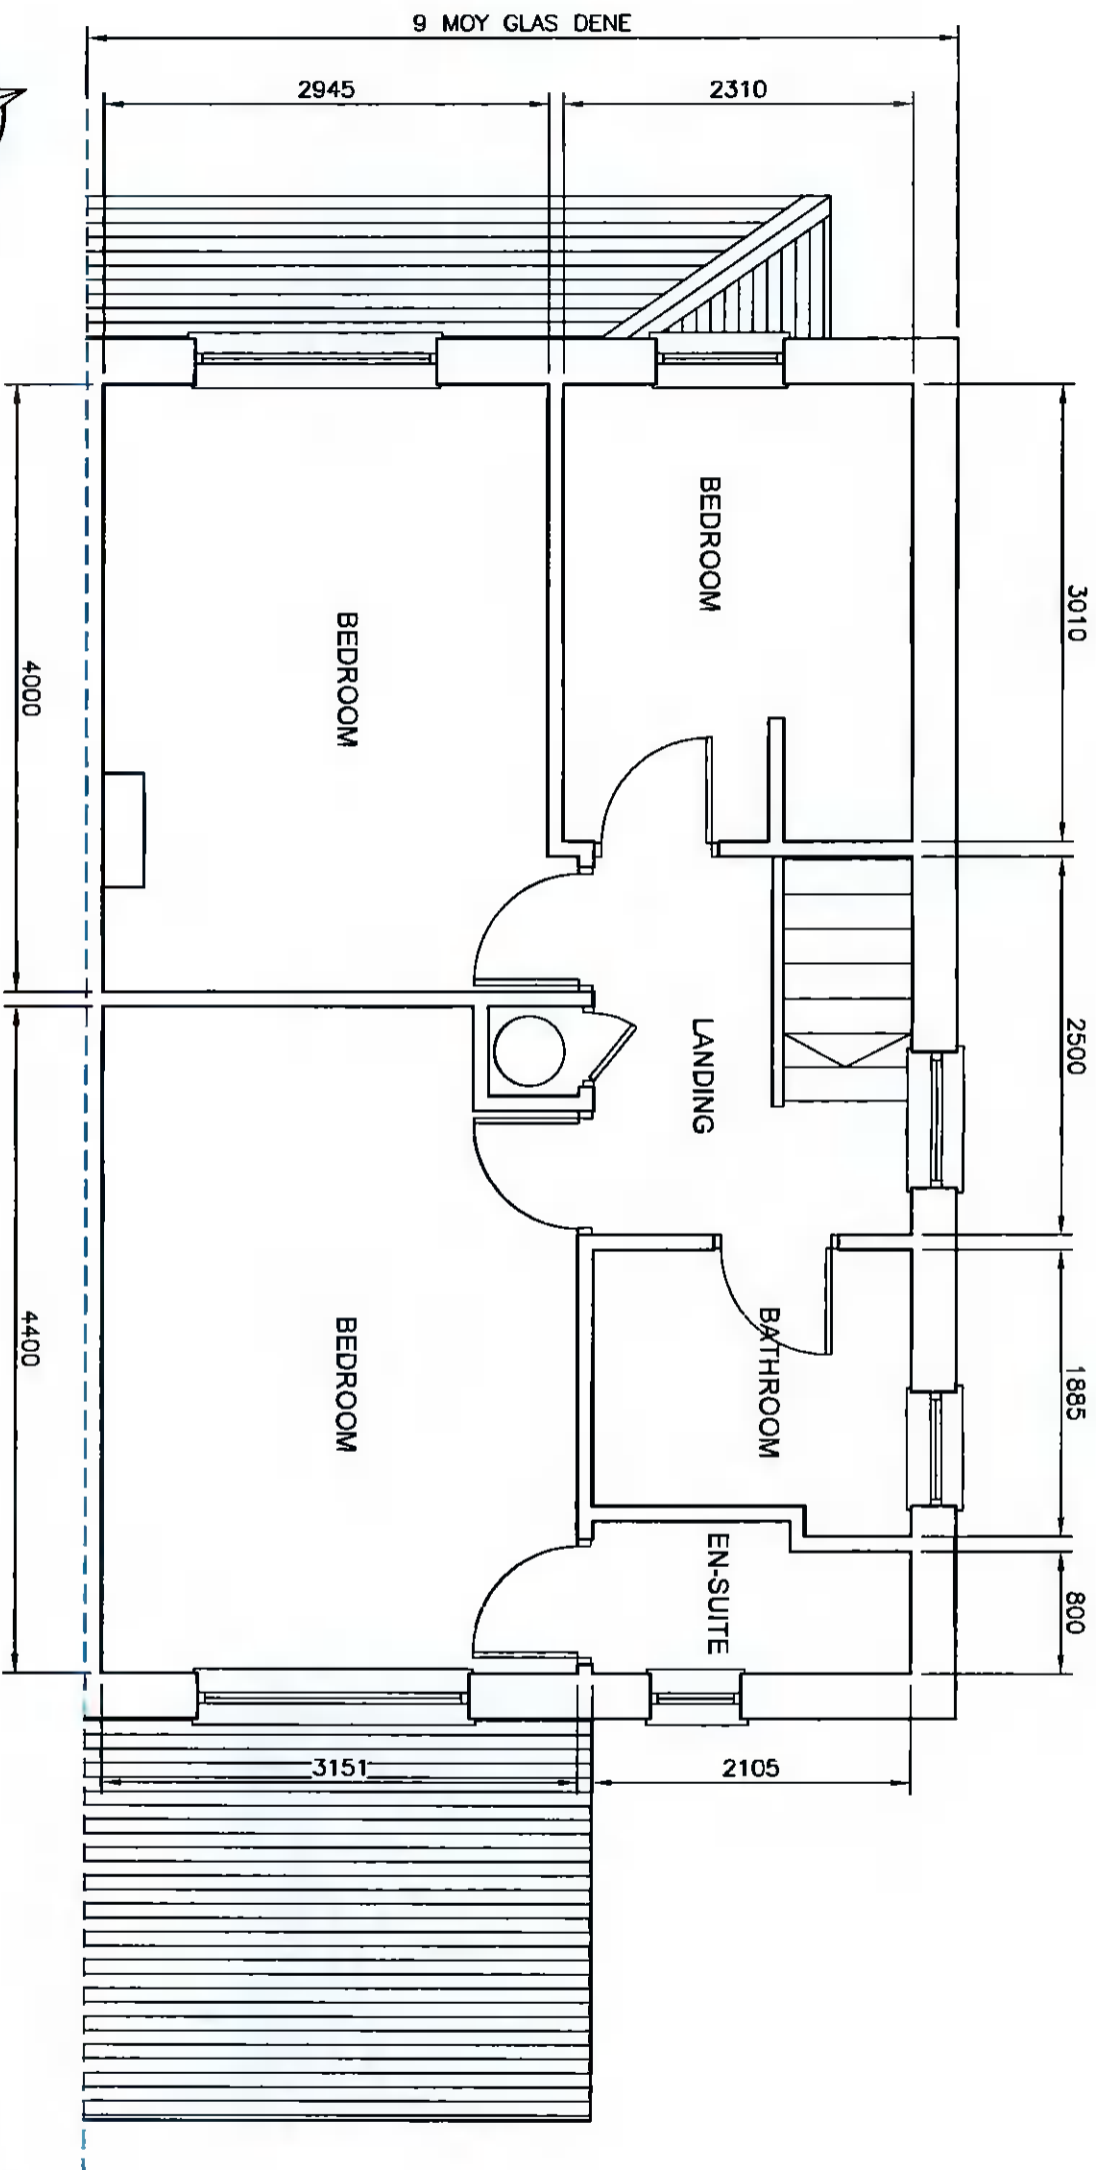 9 MOY GLAS DENE
2945
2310
BEDROOM
3010
BEDROOM
4000
LANDING
2500
BATHROOM
1885
BEDROOM
4400
EN-SUITE
800
3151
2105